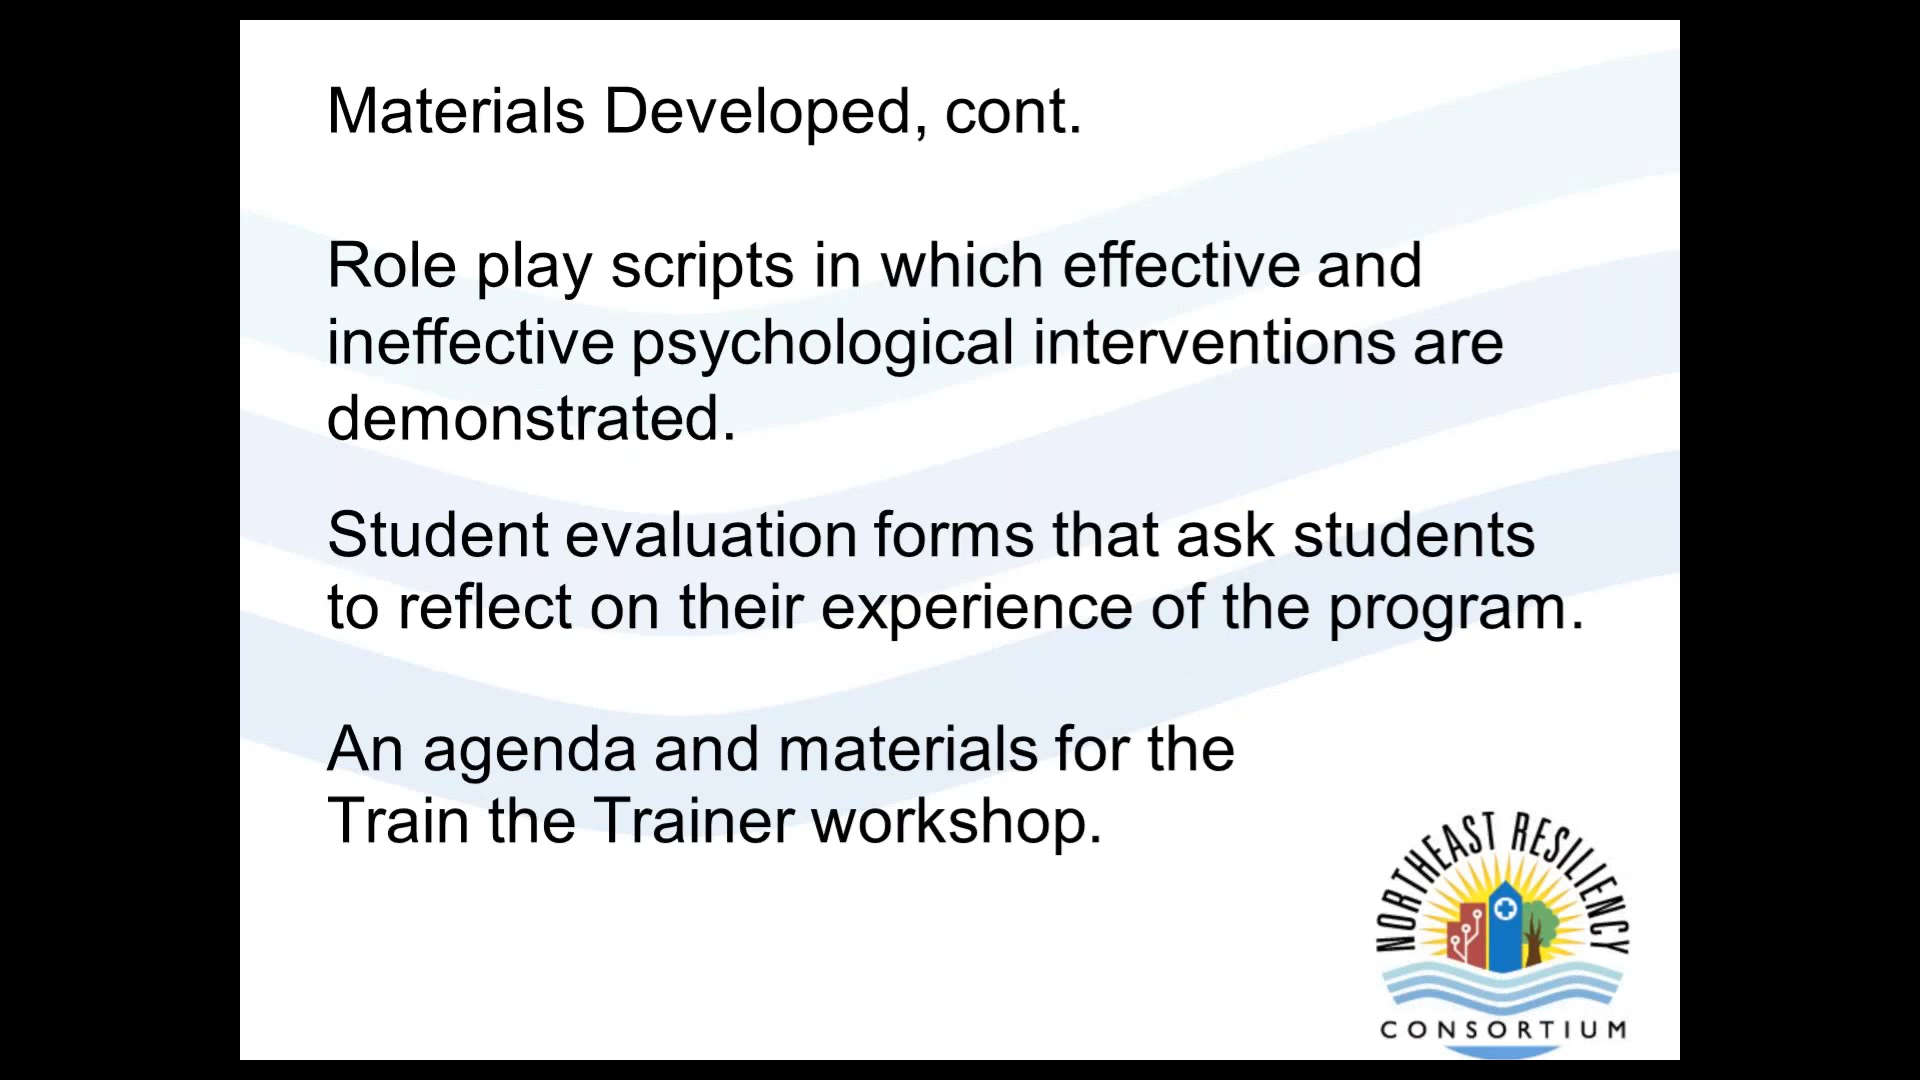 Materials Developed, cont.
Role play scripts in which effective and
ineffective psychological interventions are
demonstrated.
Student evaluation forms that ask students
to reflect on their experience of the program.
An agenda and materials for the
Train the Trainer workshop.
NORTHEAST RESILIENCY
CONSORTIUM